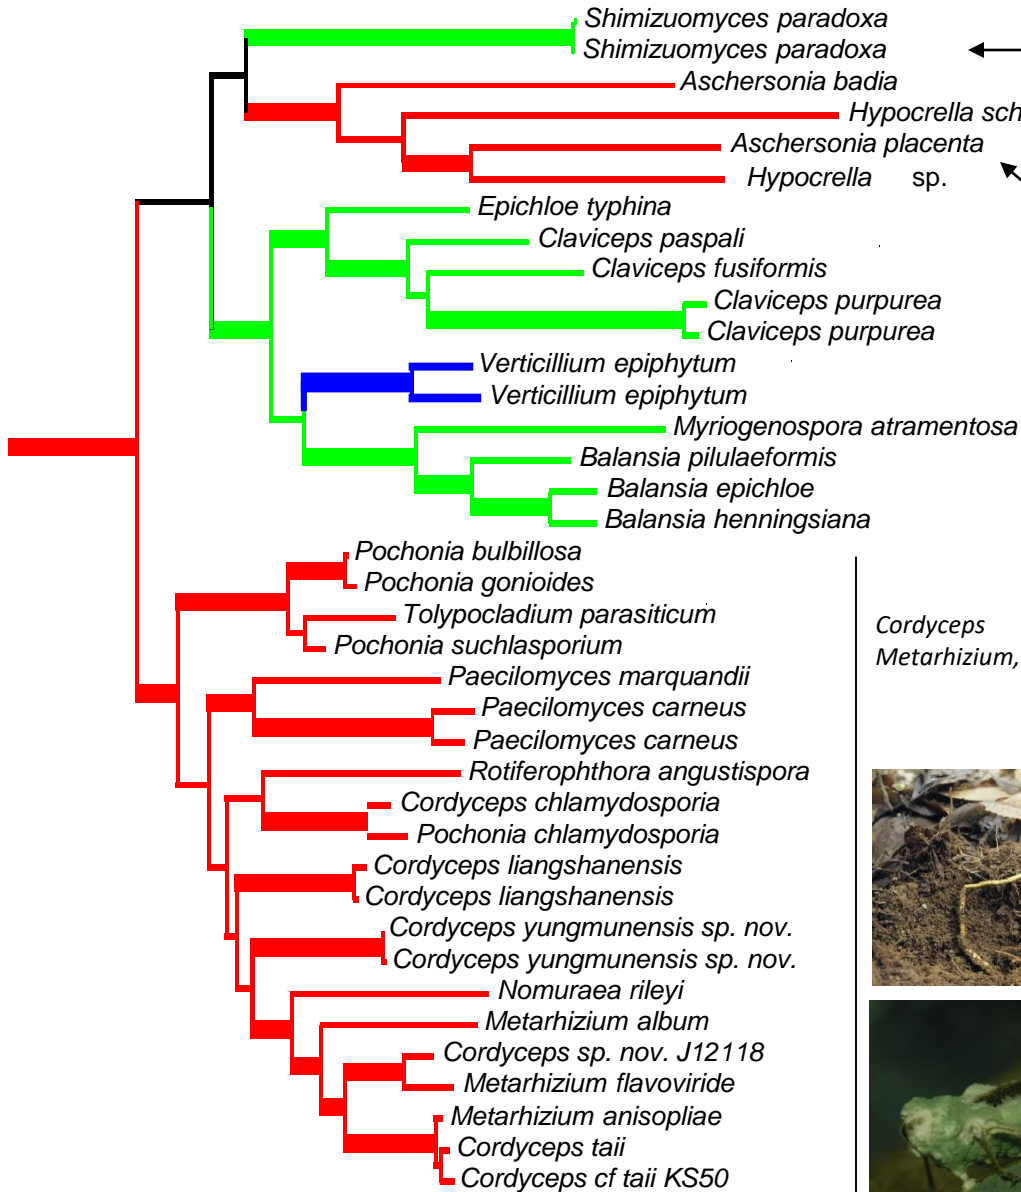 Shimizuomyces paradoxa
Shimizuomyces paradoxa
Aschersonia badia
Hypocrella sch
Aschersonia placenta
Hypocrella sp.
Epichloe typhina
Claviceps paspali
Claviceps fusiformis
Claviceps purpurea
Claviceps purpurea
Verticillium epiphytum
Verticillium epiphytum
Myriogenospora atramentosa
Balansia pilulaeformis
Balansia epichloe
Balansia henningsiana
Pochonia bulbillosa
Pochonia gonioides
Tolypocladium parasiticum
Pochonia suchlasporium
Cordyceps
Metarhizium,
Paecilomyces marquandii
Paecilomyces carneus
Paecilomyces carneus
Rotiferophthora angustispora
Cordyceps chlamydosporia
Pochonia chlamydosporia
Cordyceps liangshanensis
Cordyceps liangshanensis
Cordyceps yungmunensis sp. nov.
Cordyceps yungmunensis sp. nov.
Nomuraea rileyi
Metarhizium album
Cordyceps sp. nov. J12118
Metarhizium flavoviride
Metarhizium anisopliae
Cordyceps taii
Cordyceps cf taii KS50